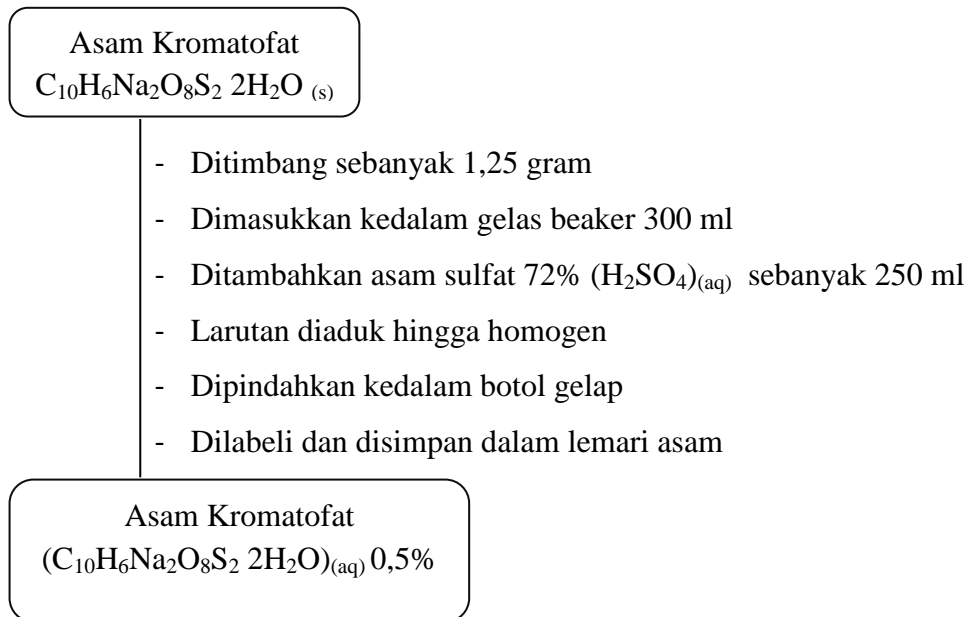 Asam Kromatofat
C₁₀H₆Na₂O₈S₂ 2H₂O (s)
- Ditimbang sebanyak 1,25 gram
- Dimasukkan kedalam gelas beaker 300 ml
- Ditambahkan asam sulfat 72% (H₂SO₄)(aq) sebanyak 250 ml
- Larutan diaduk hingga homogen
- Dipindahkan kedalam botol gelap
- Dilabeli dan disimpan dalam lemari asam
Asam Kromatofat
(C₁₀H₆Na₂O₈S₂ 2H₂O)(aq) 0,5%